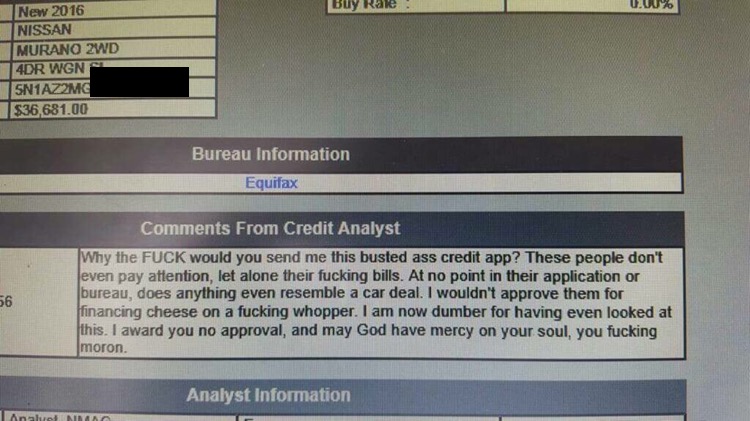 New 2016
NISSAN
MURANO 2WD
4DR WGN
5N1AZ2MG
$36,681.00
Buy Rate :
0.00%
Bureau Information
Equifax
Comments From Credit Analyst
56
Why the FUCK would you send me this busted ass credit app? These people don't
even pay attention, let alone their fucking bills. At no point in their application or
bureau, does anything even resemble a car deal. I wouldn't approve them for
financing cheese on a fucking whopper. I am now dumber for having even looked at
this. I award you no approval, and may God have mercy on your soul, you fucking
moron.
Analyst Information
Analyst NMAC